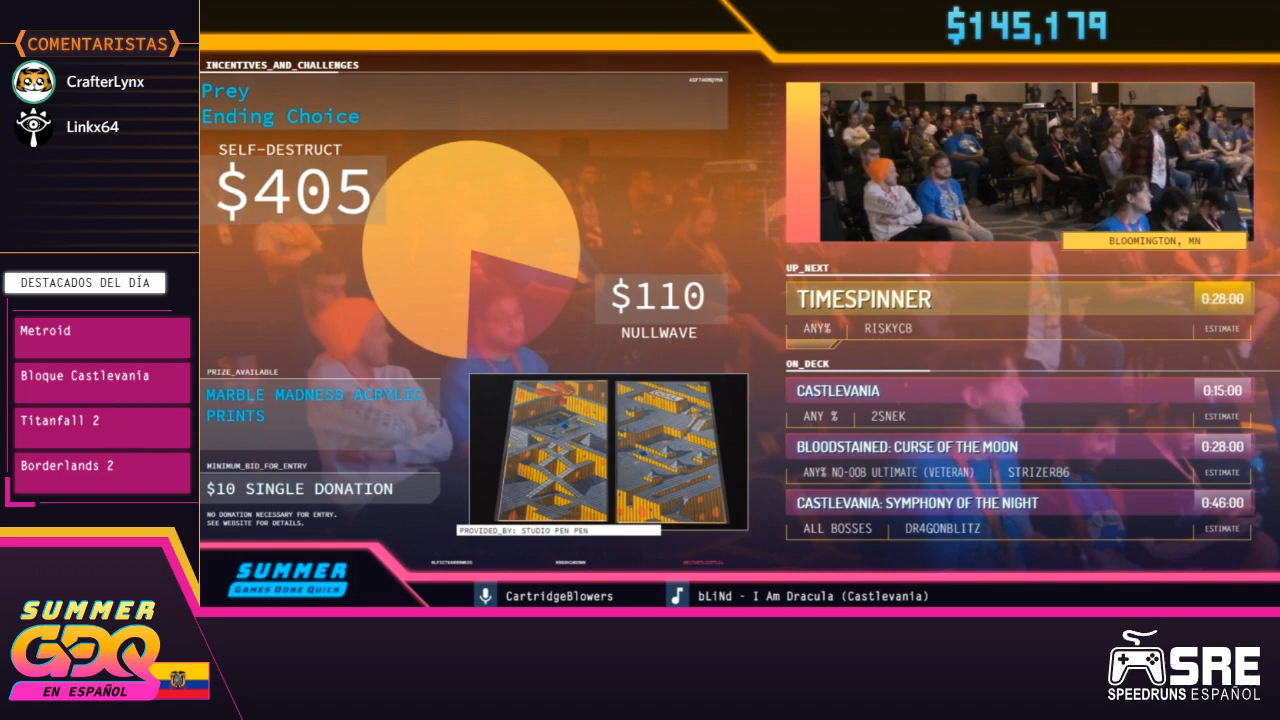 COMENTARISTAS
CrafterLynx
Linkx64
DESTACADOS DEL DÍA
Metroid
Bloque Castlevania
Titanfall 2
Borderlands 2
SUMMER
GDQ
EN ESPAÑOL
$145,179
INCENTIVES_AND_CHALLENGES
Prey
Ending Choice
SELF-DESTRUCT
$405
$110
NULLWAVE
PRIZE_AVAILABLE
MARBLE MADNESS ACRYLIC
PRINTS
MINIMUM_BID_FOR_ENTRY
$10 SINGLE DONATION
NO DONATION NECESSARY FOR ENTRY.
SEE WEBSITE FOR DETAILS.
PROVIDED_BY: STUDIO PEN PEN
BLOOMINGTON, MN
UP_NEXT
TIMESPINNER 0:28:00
ANY% RISKYCB ESTIMATE
ON_DECK
CASTLEVANIA 0:15:00
ANY % 2SNEK ESTIMATE
BLOODSTAINED: CURSE OF THE MOON 0:28:00
ANY% NO-OOB ULTIMATE (VETERAN) STRIZER86 ESTIMATE
CASTLEVANIA: SYMPHONY OF THE NIGHT 0:46:00
ALL BOSSES DR4GONBLITZ ESTIMATE
SUMMER
GAMES DONE QUICK
CartridgeBlowers
bLiNd - I Am Dracula (Castlevania)
SRE
SPEEDRUNS ESPAÑOL